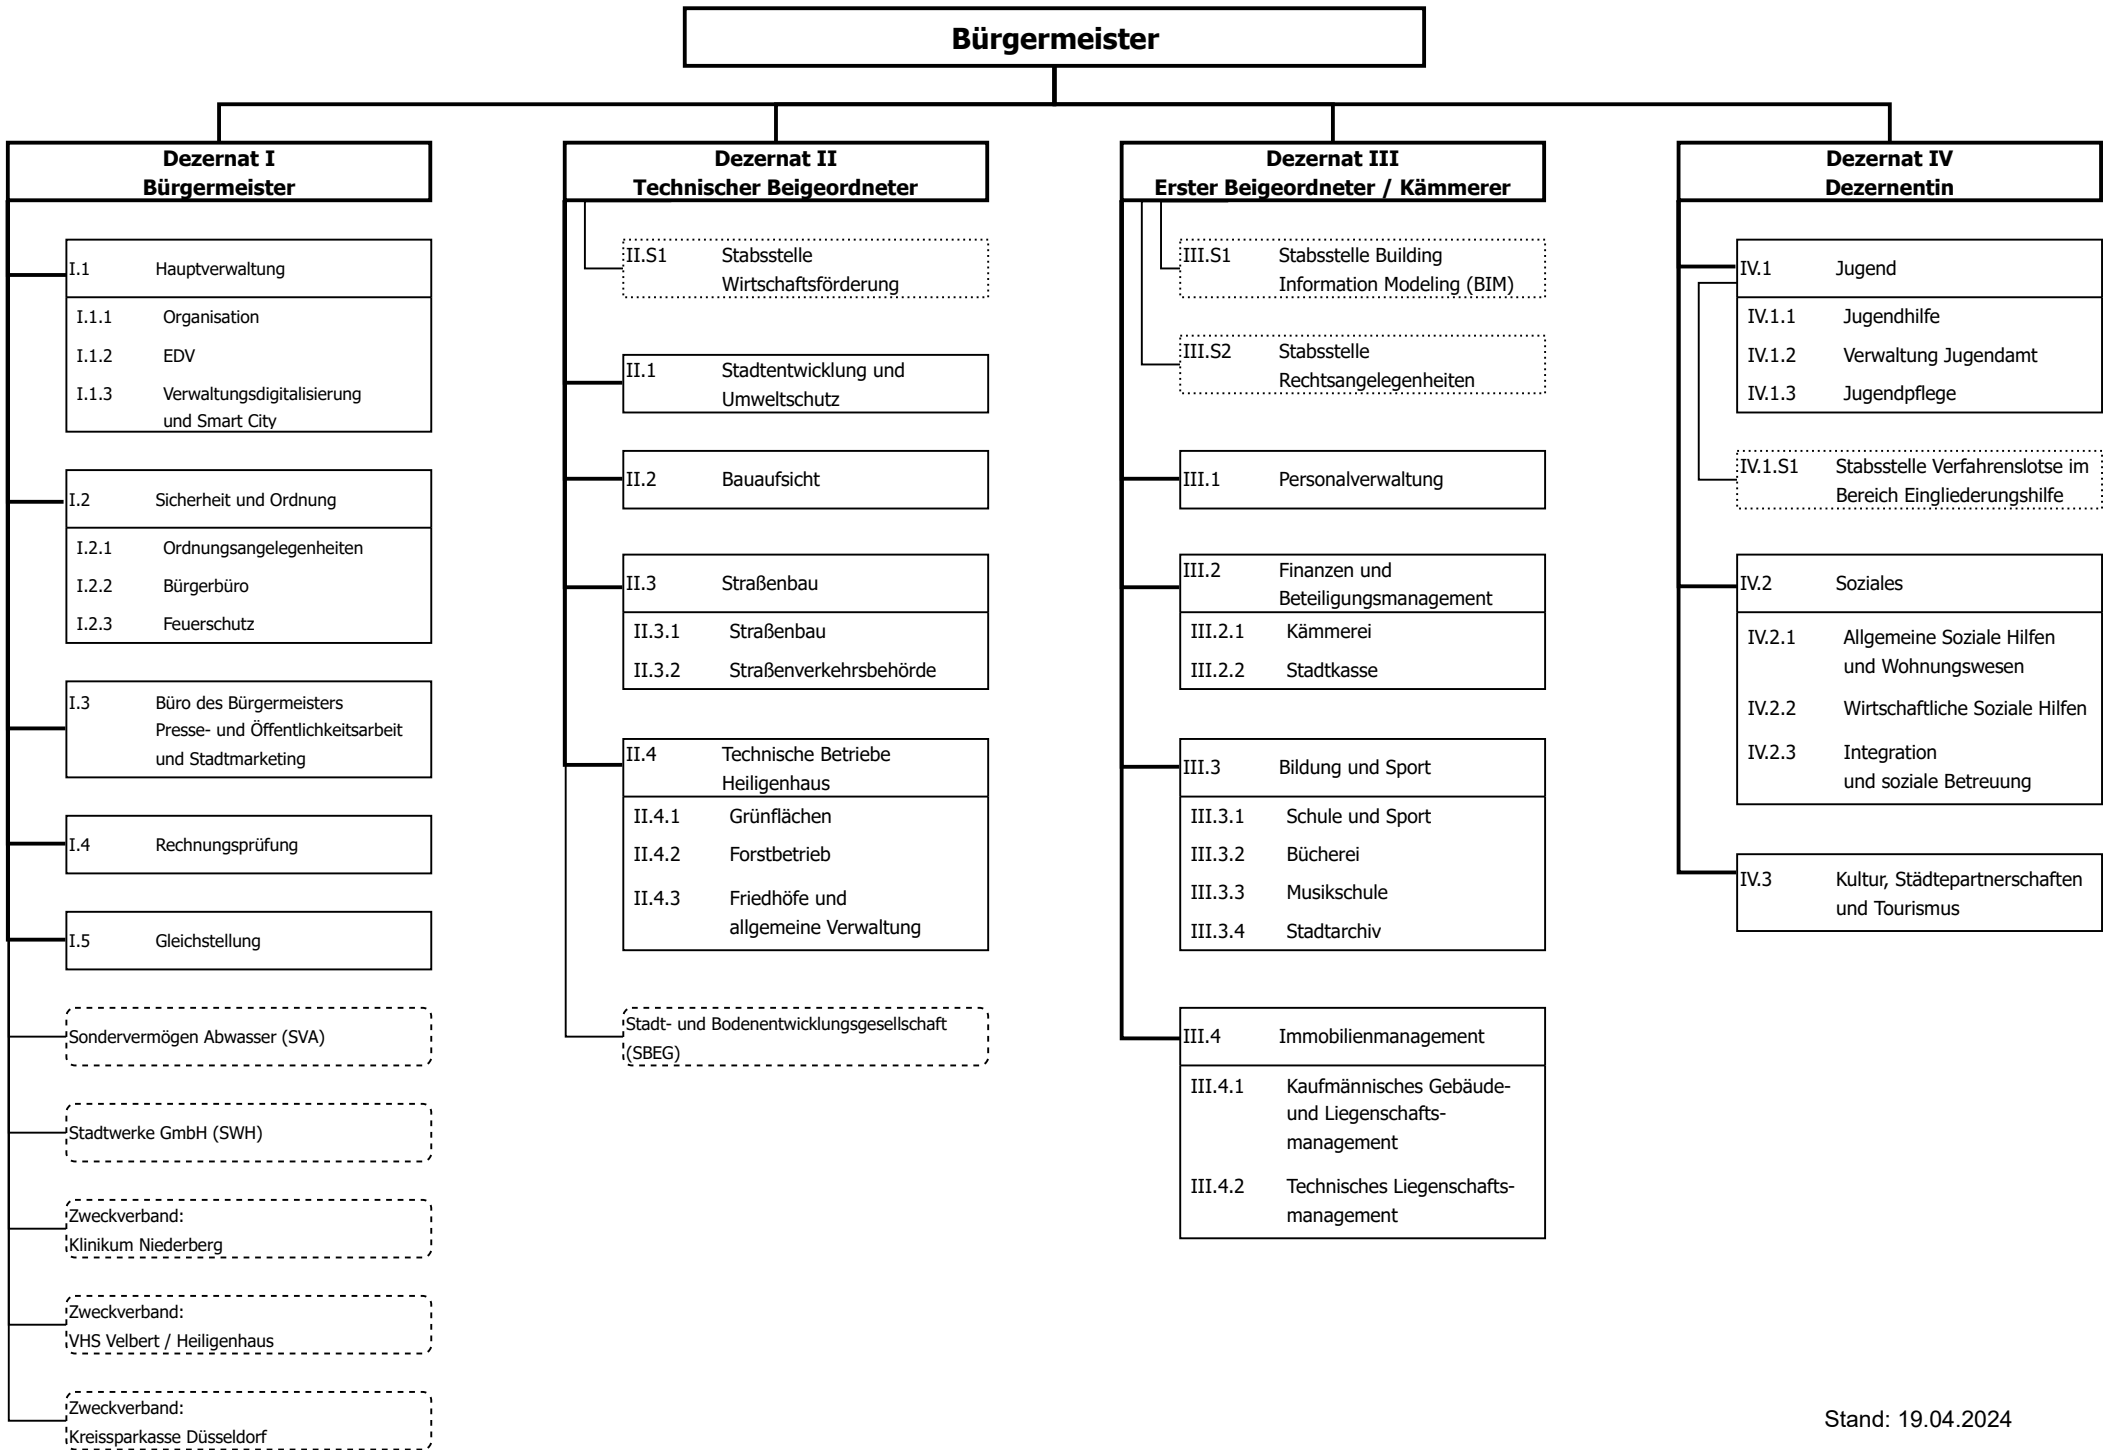 Bürgermeister
Dezernat I
Bürgermeister
I.1 Hauptverwaltung
I.1.1 Organisation
I.1.2 EDV
I.1.3 Verwaltungsdigitalisierung
und Smart City
I.2 Sicherheit und Ordnung
I.2.1 Ordnungsangelegenheiten
I.2.2 Bürgerbüro
I.2.3 Feuerschutz
I.3 Büro des Bürgermeisters
Presse- und Öffentlichkeitsarbeit
und Stadtmarketing
I.4 Rechnungsprüfung
I.5 Gleichstellung
Sondervermögen Abwasser (SVA)
Stadtwerke GmbH (SWH)
Zweckverband:
Klinikum Niederberg
Zweckverband:
VHS Velbert / Heiligenhaus
Zweckverband:
Kreissparkasse Düsseldorf
Dezernat II
Technischer Beigeordneter
II.S1 Stabsstelle
Wirtschaftsförderung
II.1 Stadtentwicklung und
Umweltschutz
II.2 Bauaufsicht
II.3 Straßenbau
II.3.1 Straßenbau
II.3.2 Straßenverkehrsbehörde
II.4 Technische Betriebe
Heiligenhaus
II.4.1 Grünflächen
II.4.2 Forstbetrieb
II.4.3 Friedhöfe und
allgemeine Verwaltung
Stadt- und Bodenentwicklungsgesellschaft
(SBEG)
Dezernat III
Erster Beigeordneter / Kämmerer
III.S1 Stabsstelle Building
Information Modeling (BIM)
III.S2 Stabsstelle
Rechtsangelegenheiten
III.1 Personalverwaltung
III.2 Finanzen und
Beteiligungsmanagement
III.2.1 Kämmerei
III.2.2 Stadtkasse
III.3 Bildung und Sport
III.3.1 Schule und Sport
III.3.2 Bücherei
III.3.3 Musikschule
III.3.4 Stadtarchiv
III.4 Immobilienmanagement
III.4.1 Kaufmännisches Gebäude-
und Liegenschafts-
management
III.4.2 Technisches Liegenschafts-
management
Dezernat IV
Dezernentin
IV.1 Jugend
IV.1.1 Jugendhilfe
IV.1.2 Verwaltung Jugendamt
IV.1.3 Jugendpflege
IV.1.S1 Stabsstelle Verfahrenslotse im
Bereich Eingliederungshilfe
IV.2 Soziales
IV.2.1 Allgemeine Soziale Hilfen
und Wohnungswesen
IV.2.2 Wirtschaftliche Soziale Hilfen
IV.2.3 Integration
und soziale Betreuung
IV.3 Kultur, Städtepartnerschaften
und Tourismus
Stand: 19.04.2024